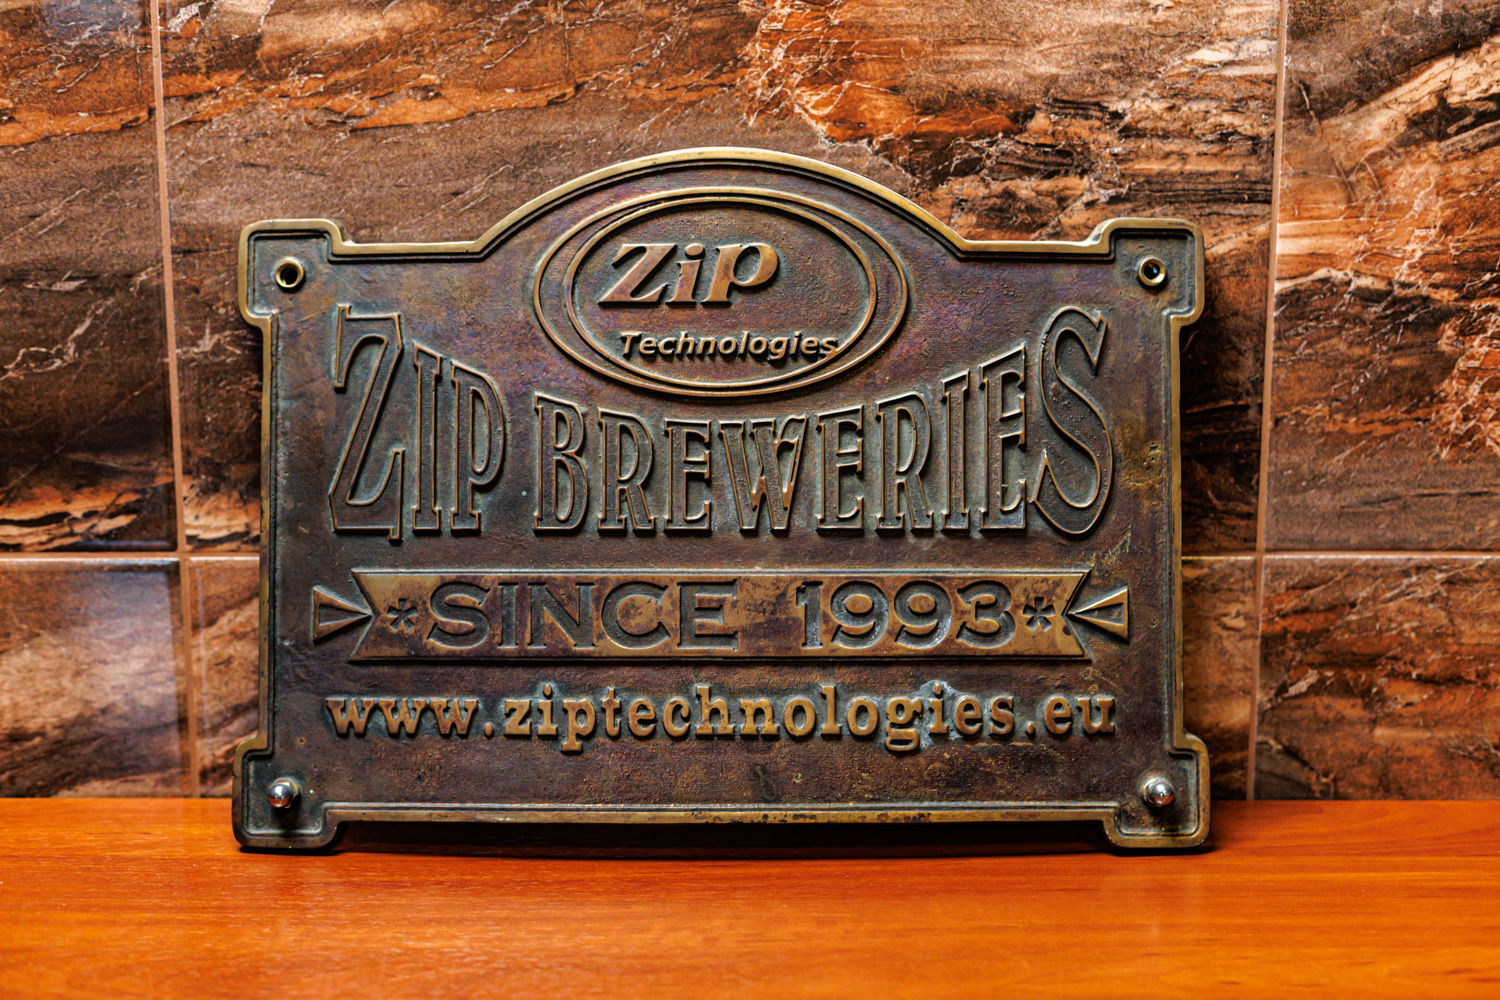 ZiP
Technologies
ZIP BREWERIES
*SINCE 1993*
www.ziptechnologies.eu